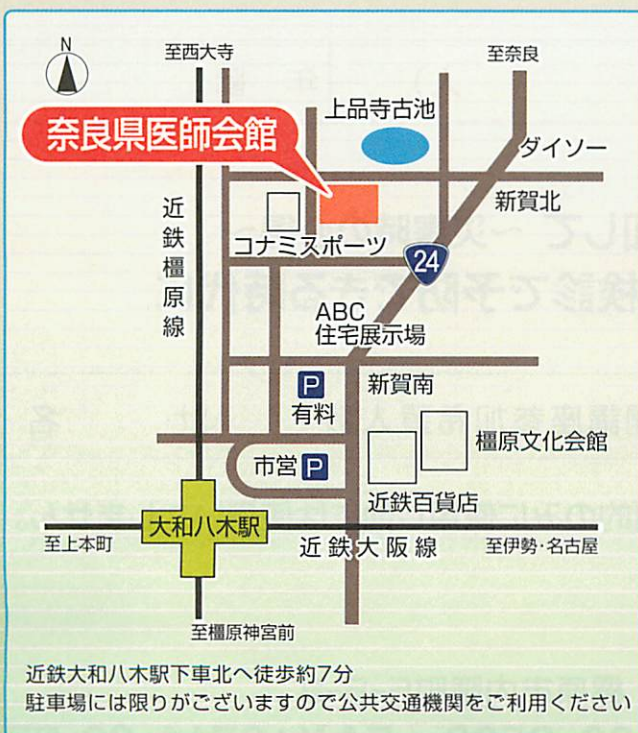 N
至西大寺
至奈良
上品寺古池
奈良県医師会館
ダイソー
新賀北
近鉄橿原線
コナミスポーツ
24
ABC
住宅展示場
P
有料
新賀南
橿原文化会館
市営 P
近鉄百貨店
大和八木駅
至上本町
近鉄大阪線
至伊勢・名古屋
至橿原神宮前
近鉄大和八木駅下車北へ徒歩約7分
駐車場には限りがございますので公共交通機関をご利用ください